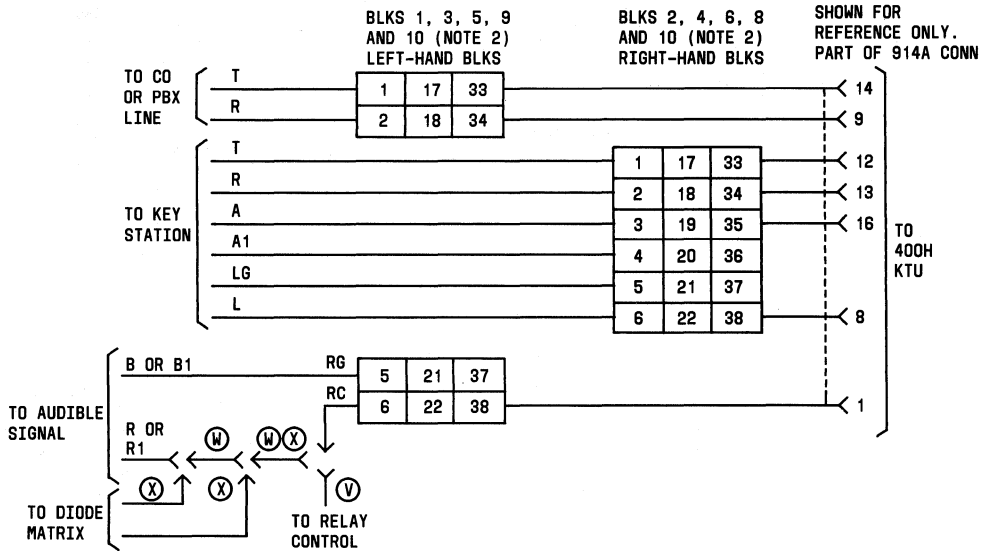 BLKS 1, 3, 5, 9
AND 10 (NOTE 2)
LEFT-HAND BLKS
BLKS 2, 4, 6, 8
AND 10 (NOTE 2)
RIGHT-HAND BLKS
SHOWN FOR
REFERENCE ONLY.
PART OF 914A CONN
TO CO
OR PBX
LINE
T
1 17 33
14
R
2 18 34
9
TO KEY
STATION
T
1 17 33
12
R
2 18 34
13
A
3 19 35
16
A1
4 20 36
LG
5 21 37
L
6 22 38
8
TO
400H
KTU
TO AUDIBLE
SIGNAL
B OR B1
RG
5 21 37
RC
6 22 38
1
R OR
R1
W
W X
X
X
V
TO DIODE
MATRIX
TO RELAY
CONTROL